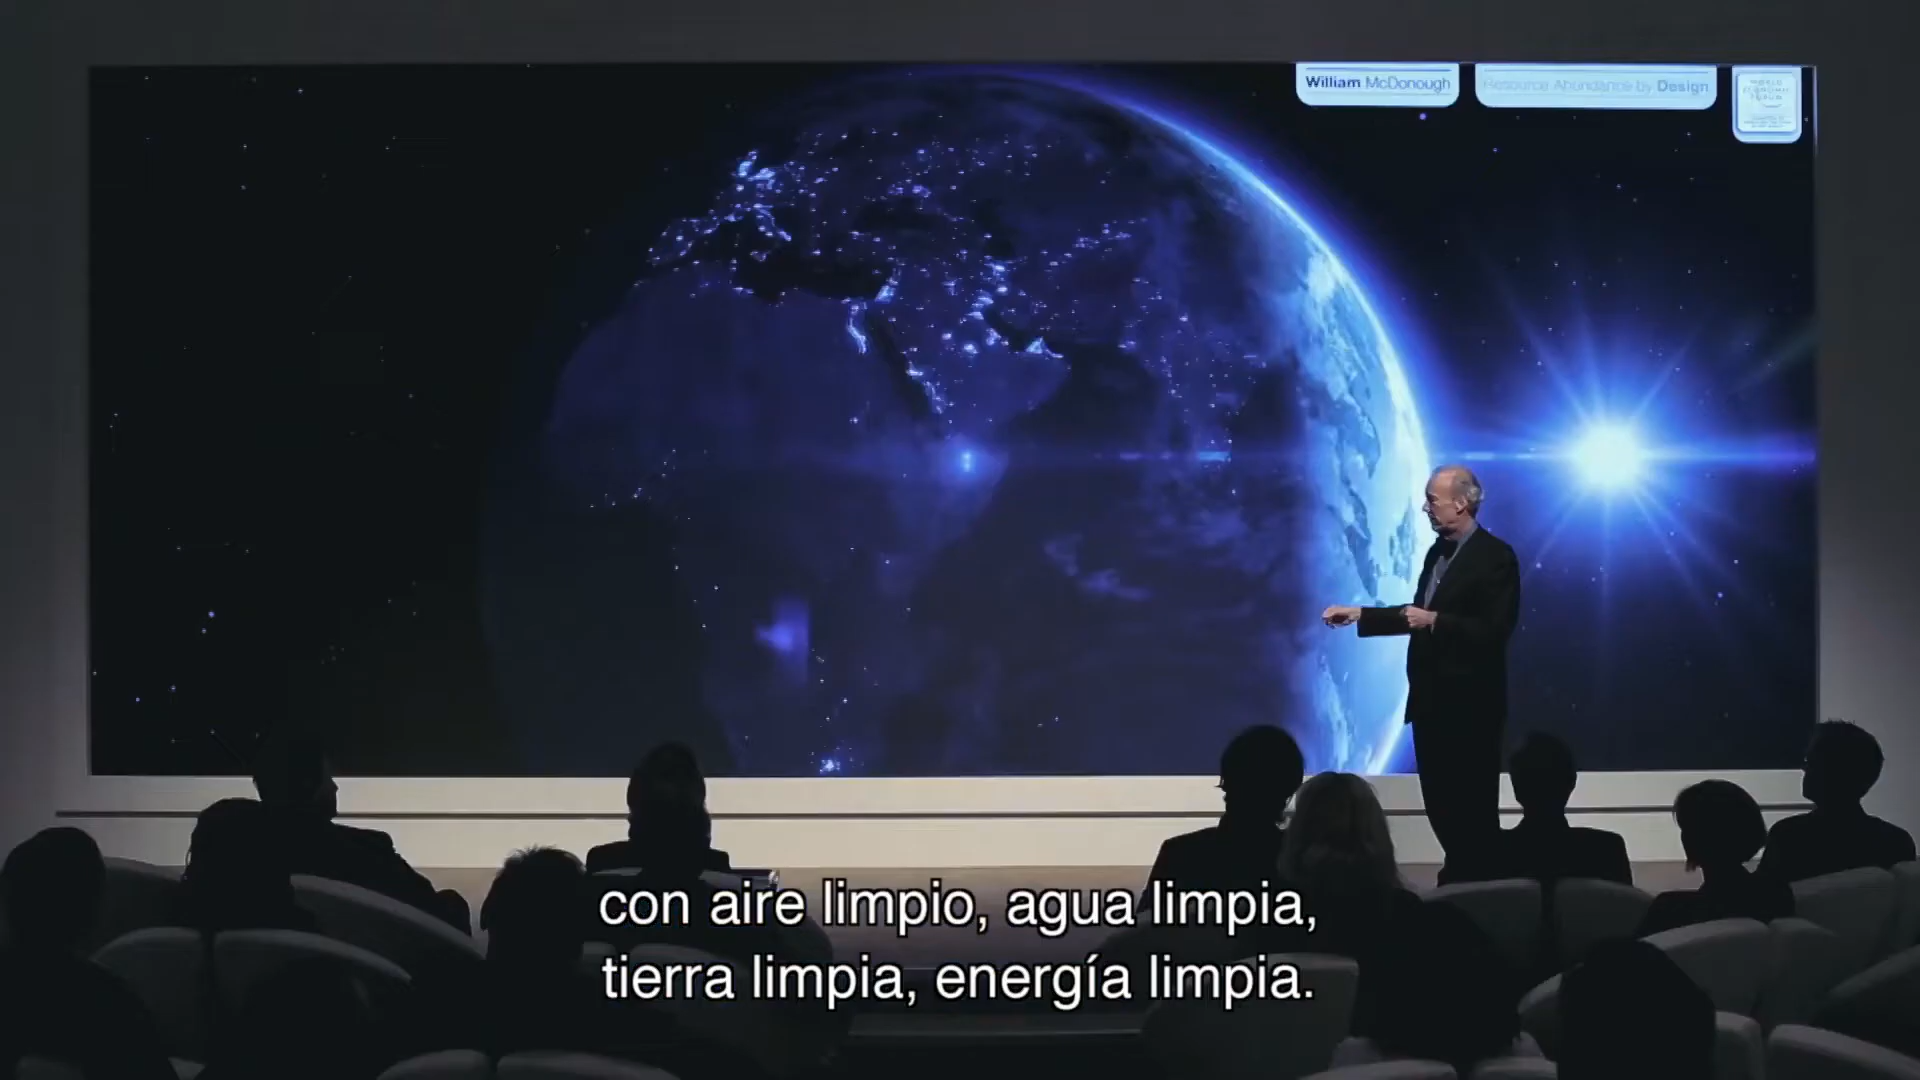 William McDonough
Resource Abundance by Design
con aire limpio, agua limpia,
tierra limpia, energía limpia.